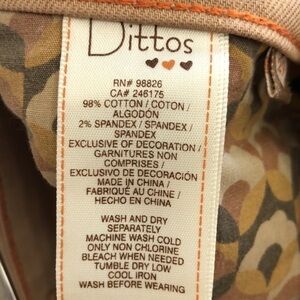 Dittos
RN# 98826
CA# 246175
98% COTTON / COTON /
ALGODÓN
2% SPANDEX / SPANDEX /
SPANDEX
EXCLUSIVE OF DECORATION /
GARNITURES NON
COMPRISES /
EXCLUSIVO DE DECORACIÓN
MADE IN CHINA /
FABRIQUÉ AU CHINE /
HECHO EN CHINA
WASH AND DRY
SEPARATELY
MACHINE WASH COLD
ONLY NON CHLORINE
BLEACH WHEN NEEDED
TUMBLE DRY LOW
COOL IRON
WASH BEFORE WEARING